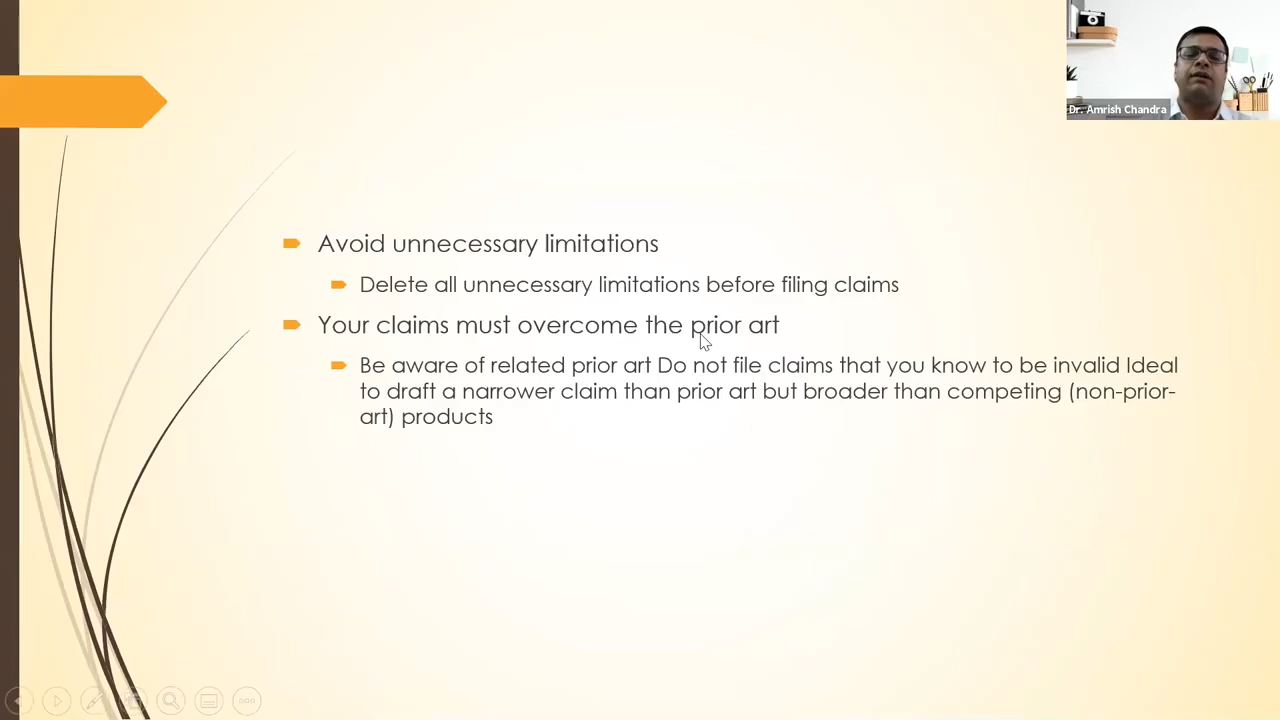 Dr. Amrish Chandra
Avoid unnecessary limitations
Delete all unnecessary limitations before filing claims
Your claims must overcome the prior art
Be aware of related prior art Do not file claims that you know to be invalid Ideal
to draft a narrower claim than prior art but broader than competing (non-prior-
art) products